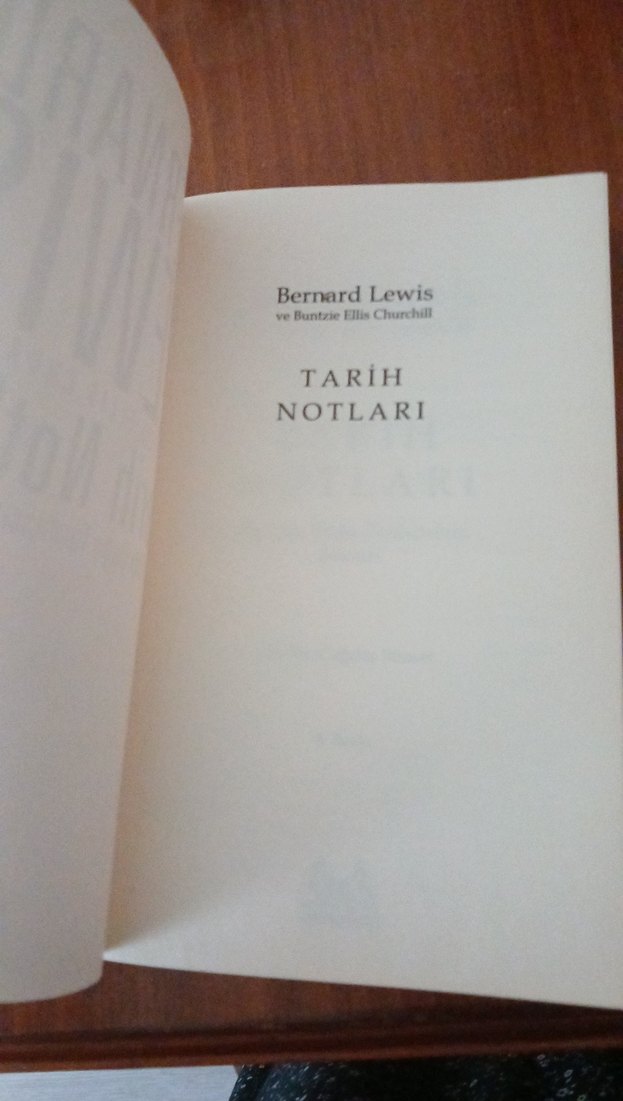 Bernard Lewis
ve Buntzie Ellis Churchill
TARİH
NOTLARI